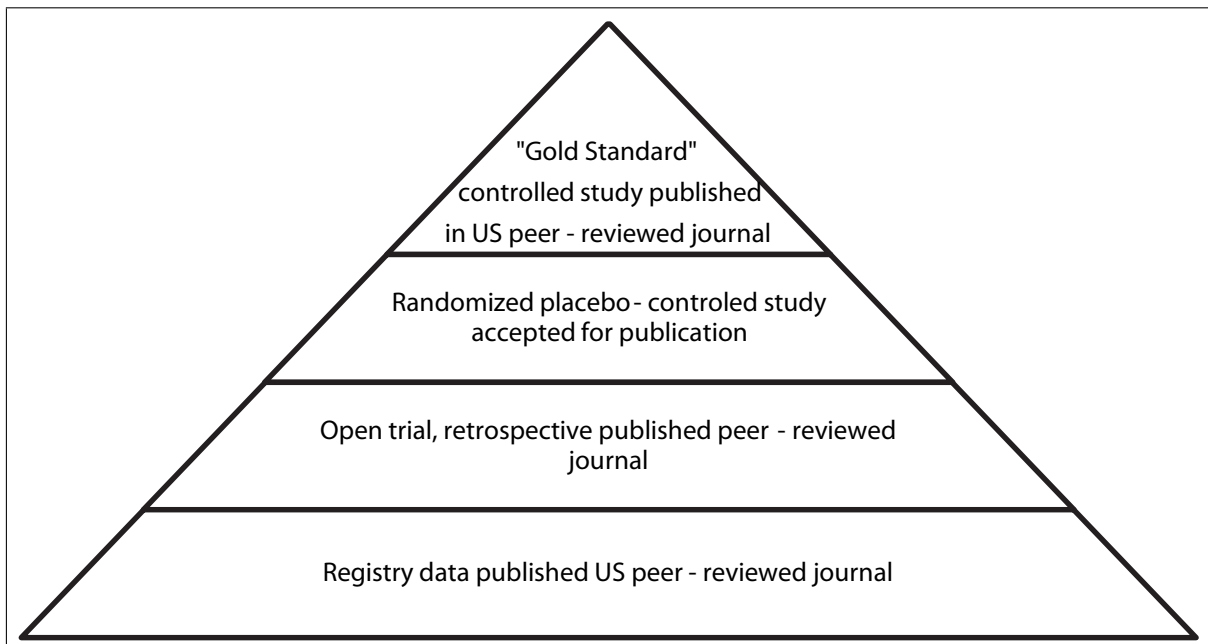 "Gold Standard"
controlled study published
in US peer - reviewed journal
Randomized placebo - controled study
accepted for publication
Open trial, retrospective published peer - reviewed
journal
Registry data published US peer - reviewed journal